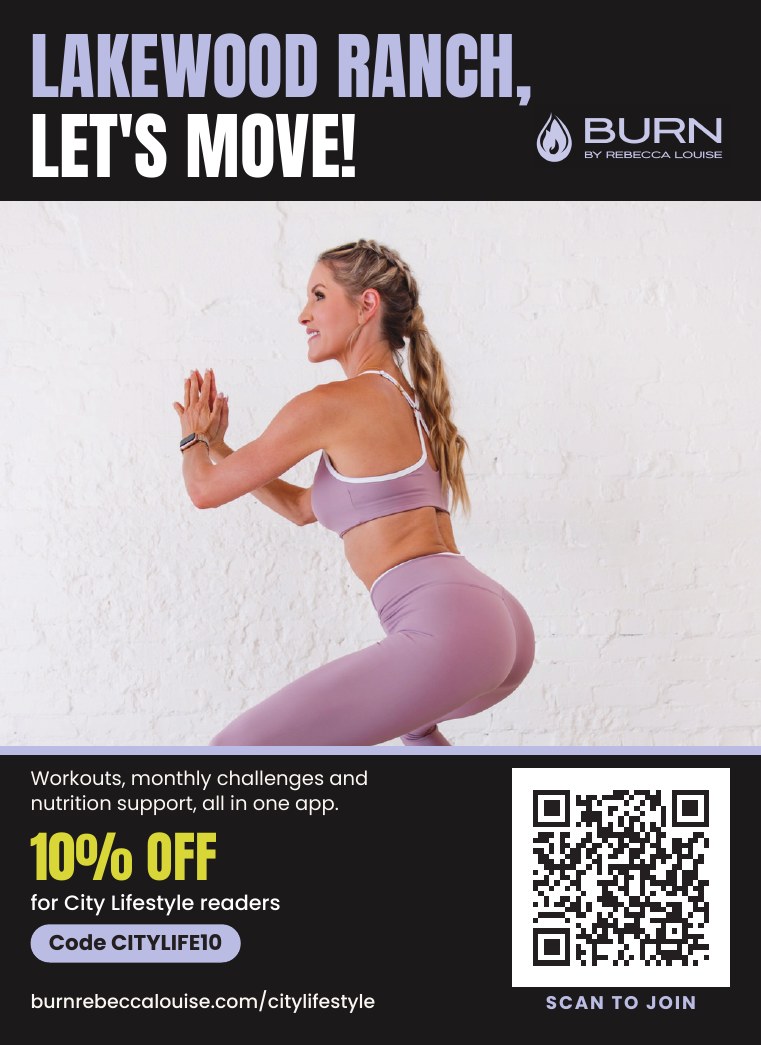 LAKEWOOD RANCH,
LET'S MOVE!
BURN
BY REBECCA LOUISE
Workouts, monthly challenges and
nutrition support, all in one app.
10% OFF
for City Lifestyle readers
Code CITYLIFE10
burnrebeccalouise.com/citylifestyle
SCAN TO JOIN